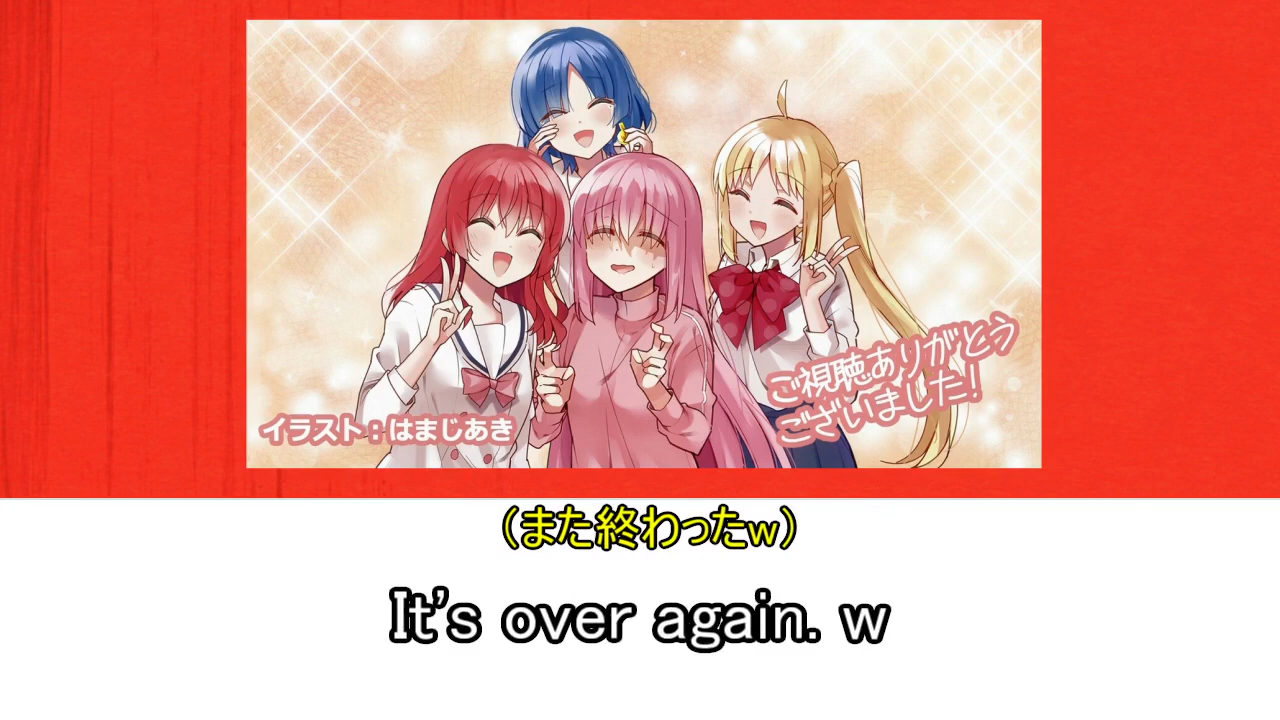 ご視聴ありがとう
ございました!
イラスト:はまじあき
(また終わったw)
It's over again. w